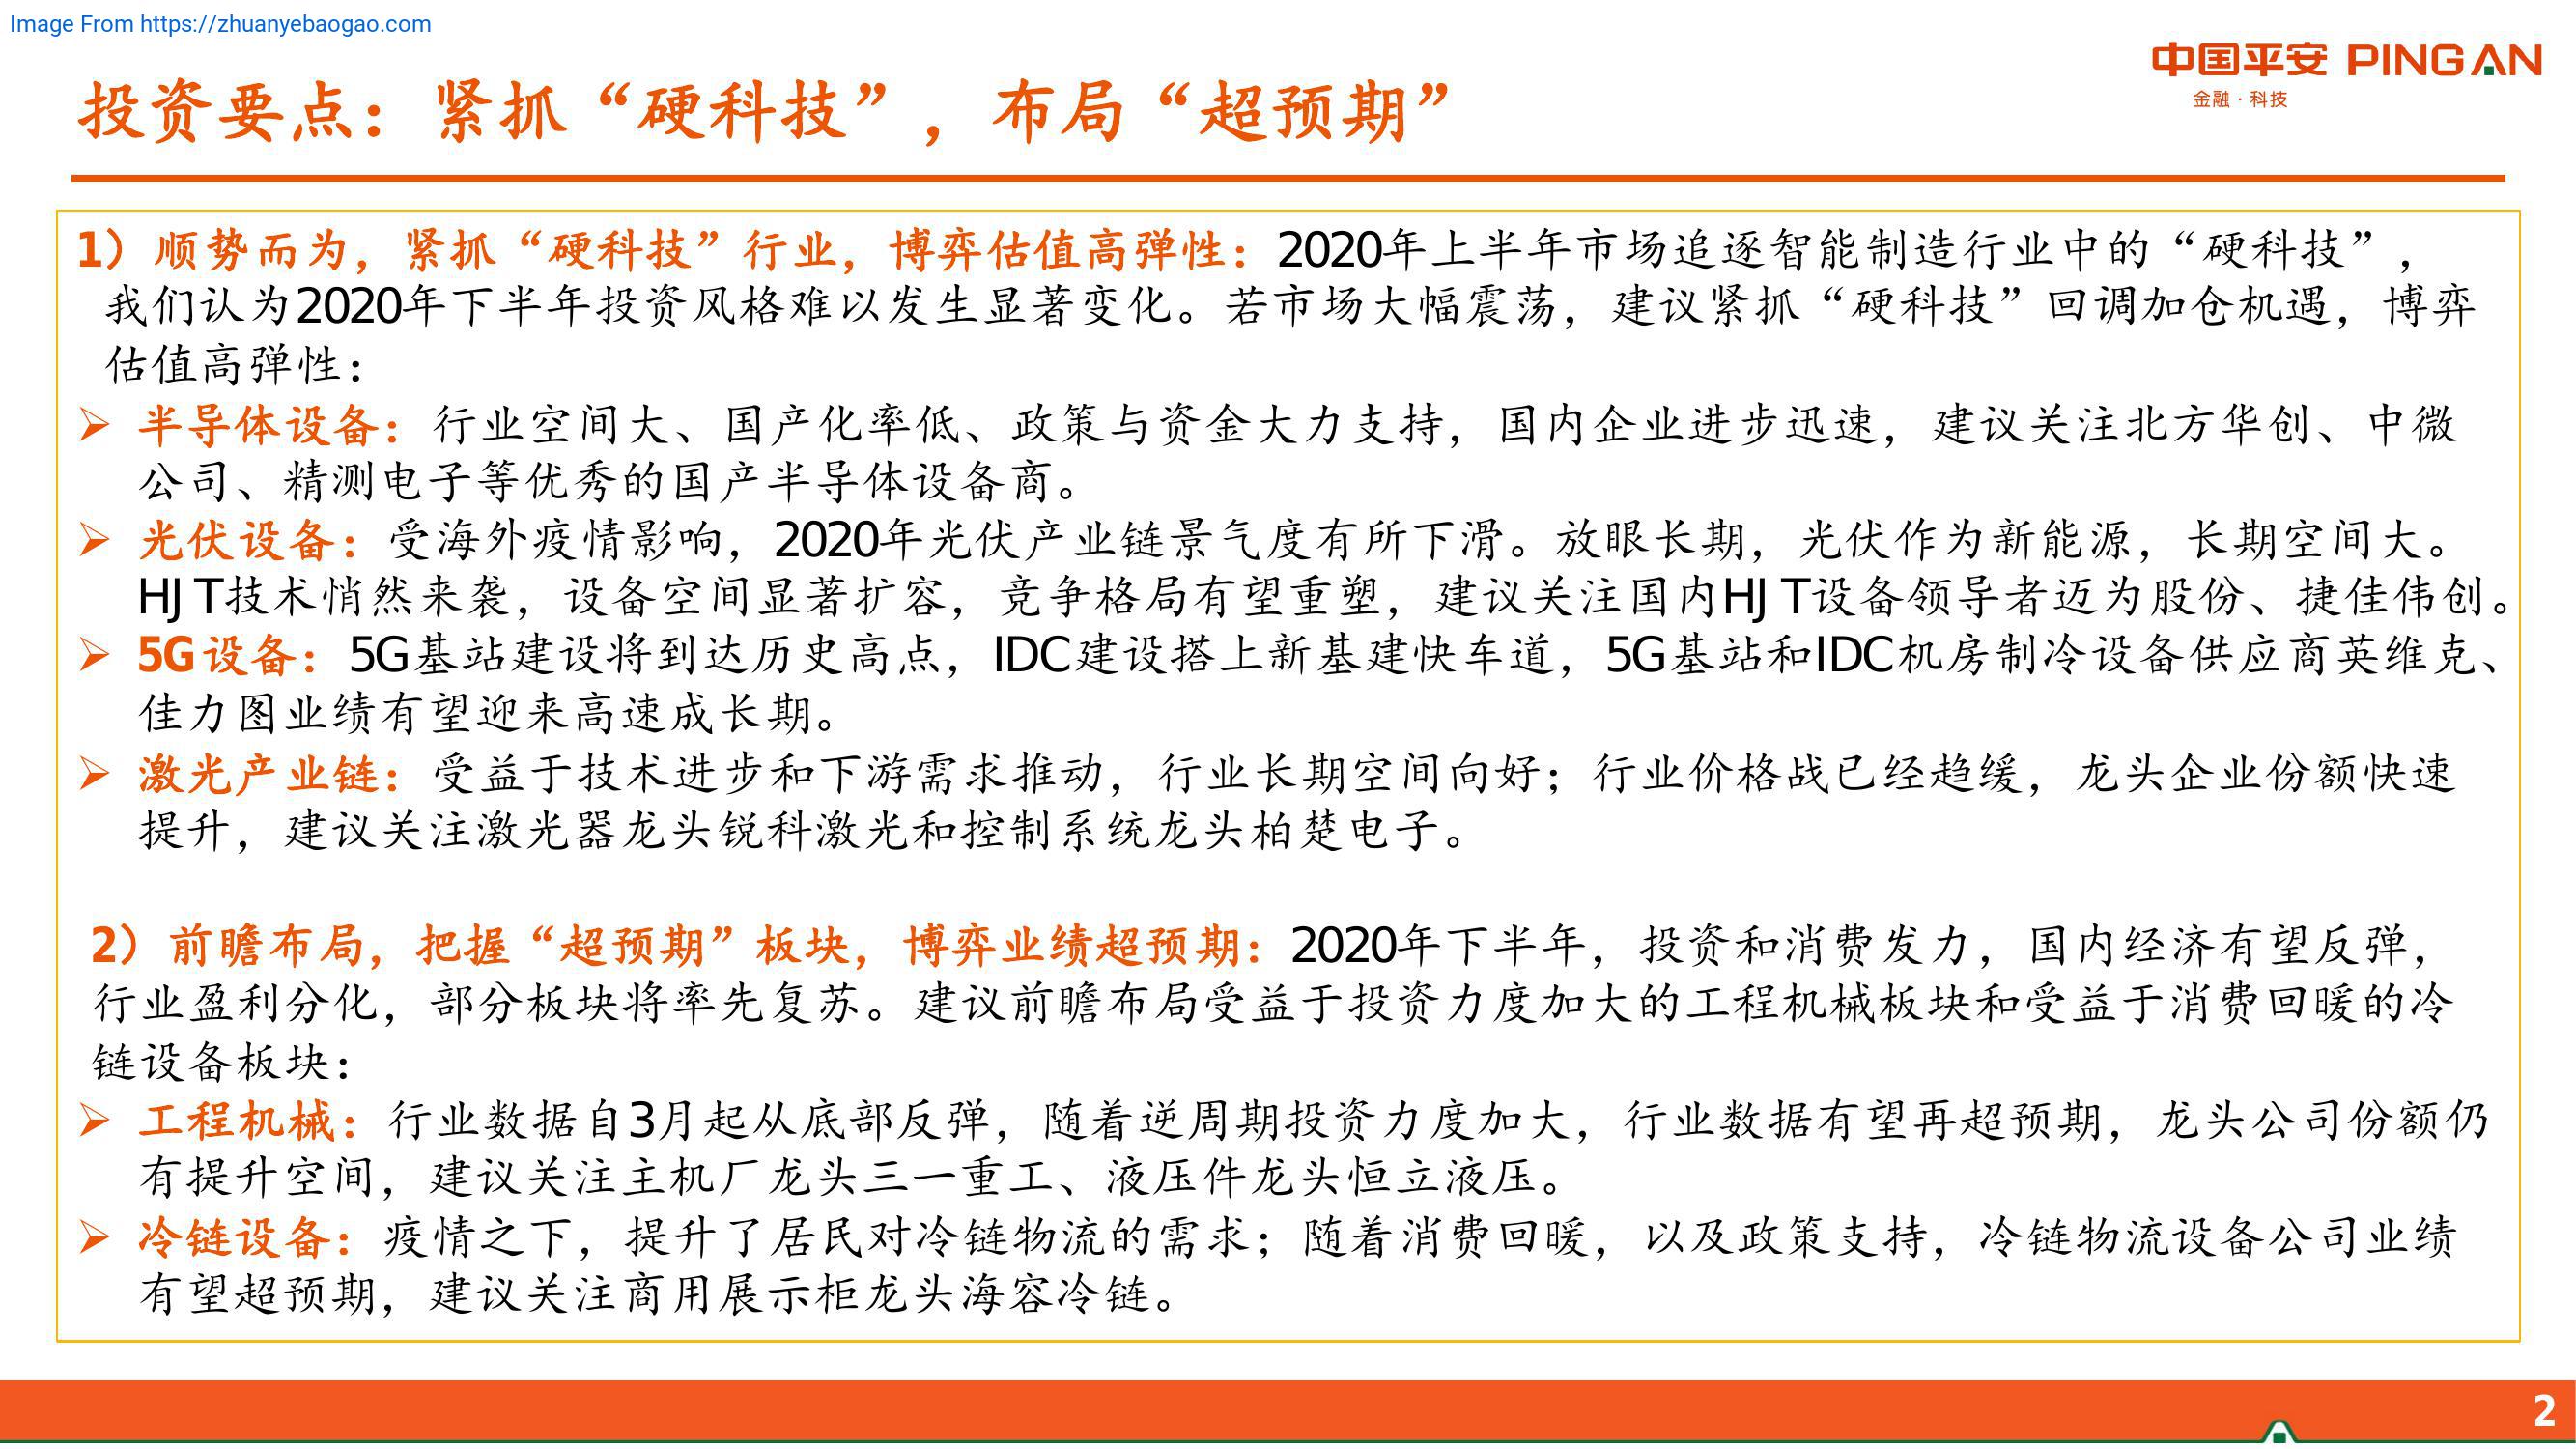 Image From https://zhuanyebaogao.com
中国平安 PING AN
金融·科技
投资要点：紧抓“硬科技”，布局“超预期”
1）顺势而为，紧抓“硬科技”行业，博弈估值高弹性：2020年上半年市场追逐智能制造行业中的“硬科技”，
我们认为2020年下半年投资风格难以发生显著变化。若市场大幅震荡，建议紧抓“硬科技”回调加仓机遇，博弈
估值高弹性：
➢ 半导体设备：行业空间大、国产化率低、政策与资金大力支持，国内企业进步迅速，建议关注北方华创、中微
公司、精测电子等优秀的国产半导体设备商。
➢ 光伏设备：受海外疫情影响，2020年光伏产业链景气度有所下滑。放眼长期，光伏作为新能源，长期空间大。
HJT技术悄然来袭，设备空间显著扩容，竞争格局有望重塑，建议关注国内HJT设备领导者迈为股份、捷佳伟创。
➢ 5G设备：5G基站建设将到达历史高点，IDC建设搭上新基建快车道，5G基站和IDC机房制冷设备供应商英维克、
佳力图业绩有望迎来高速成长期。
➢ 激光产业链：受益于技术进步和下游需求推动，行业长期空间向好；行业价格战已经趋缓，龙头企业份额快速
提升，建议关注激光器龙头锐科激光和控制系统龙头柏楚电子。
2）前瞻布局，把握“超预期”板块，博弈业绩超预期：2020年下半年，投资和消费发力，国内经济有望反弹，
行业盈利分化，部分板块将率先复苏。建议前瞻布局受益于投资力度加大的工程机械板块和受益于消费回暖的冷
链设备板块：
➢ 工程机械：行业数据自3月起从底部反弹，随着逆周期投资力度加大，行业数据有望再超预期，龙头公司份额仍
有提升空间，建议关注主机厂龙头三一重工、液压件龙头恒立液压。
➢ 冷链设备：疫情之下，提升了居民对冷链物流的需求；随着消费回暖，以及政策支持，冷链物流设备公司业绩
有望超预期，建议关注商用展示柜龙头海容冷链。
2